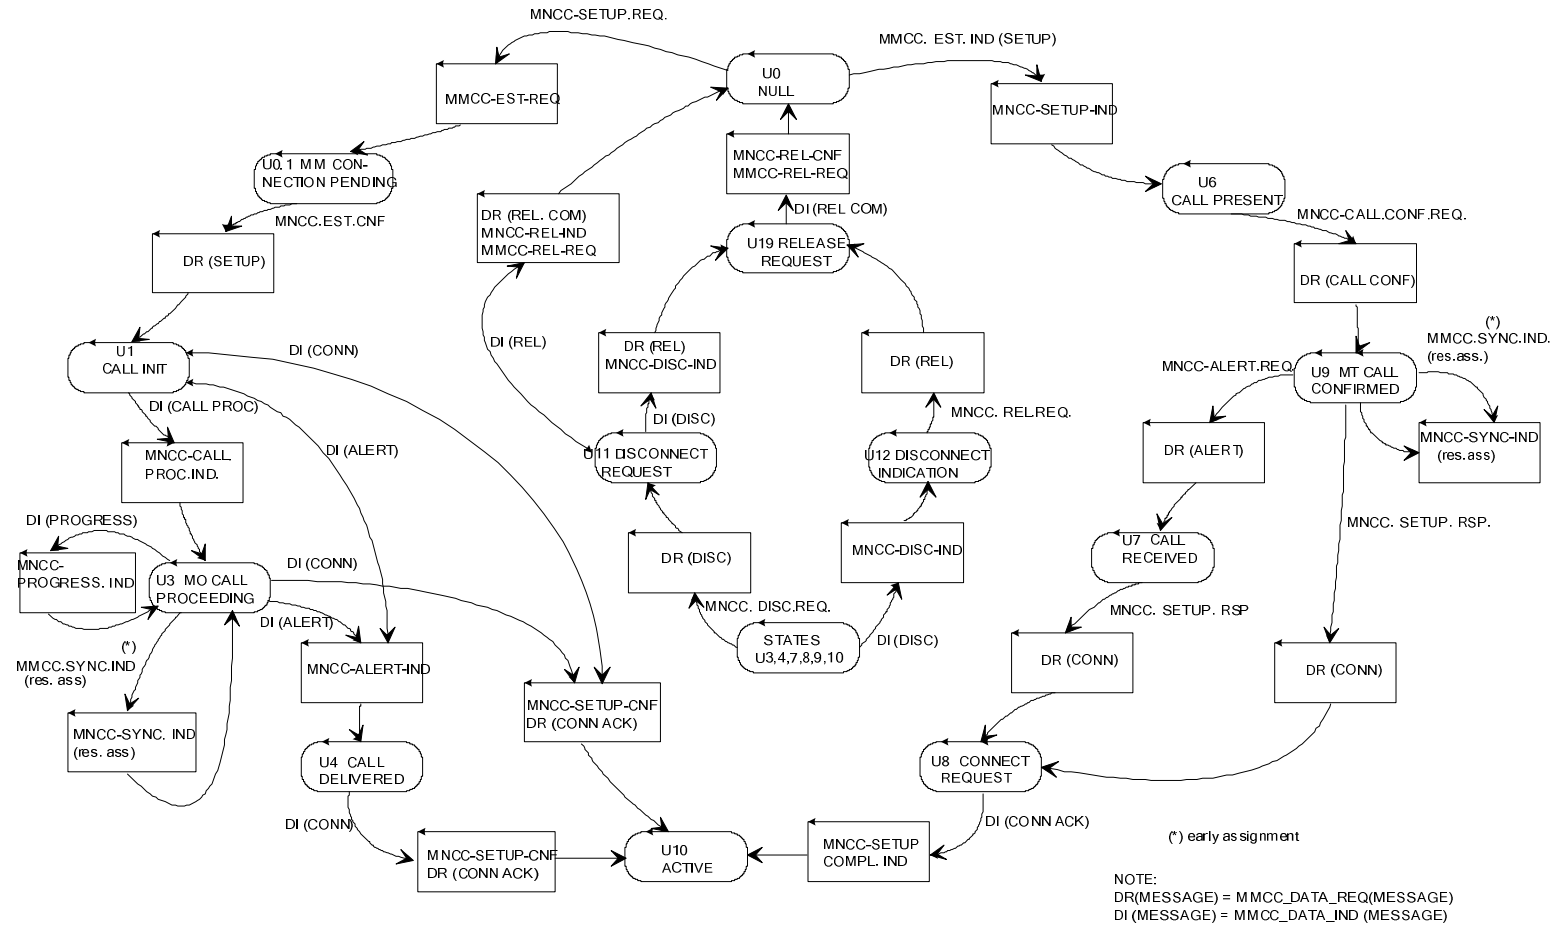 MNCC-SETUP.REQ.
MMCC. EST. IND (SETUP)
U0
NULL
MMCC-EST-REQ
MNCC-SETUP-IND
U0.1 MM CON-
NECTION PENDING
MNCC-REL-CNF
MMCC-REL-REQ
U6
CALL PRESENT
MNCC.EST.CNF
DR (REL. COM)
MNCC-REL-IND
MMCC-REL-REQ
DI (REL COM)
MNCC-CALL.CONF.REQ.
DR (SETUP)
U19 RELEASE
REQUEST
DR (CALL CONF)
U1
CALL INIT
DI (CONN)
DI (REL)
DR (REL)
MNCC-DISC-IND
DR (REL)
(*)
MMCC.SYNC.IND.
(res.ass.)
MNCC-ALERT.REQ.
U9 MT CALL
CONFIRMED
DI (CALL PROC)
DI (DISC)
MNCC. REL.REQ.
MNCC-CALL.
PROC.IND.
DI (ALERT)
U11 DISCONNECT
REQUEST
U12 DISCONNECT
INDICATION
DR (ALERT)
MNCC-SYNC-IND
(res.ass)
DI (PROGRESS)
MNCC. SETUP. RSP.
MNCC-
PROGRESS. IND
U3 MO CALL
PROCEEDING
DI (CONN)
DR (DISC)
MNCC-DISC-IND
U7 CALL
RECEIVED
DI (ALERT)
MNCC. DISC.REQ.
MNCC. SETUP. RSP
(*)
MMCC.SYNC.IND
(res. ass)
STATES
U3,4,7,8,9,10
DI (DISC)
MNCC-ALERT-IND
DR (CONN)
DR (CONN)
MNCC-SYNC. IND
(res. ass)
MNCC-SETUP-CNF
DR (CONN ACK)
U4 CALL
DELIVERED
U8 CONNECT
REQUEST
DI (CONN)
DI (CONN ACK)
MNCC-SETUP-CNF
DR (CONN ACK)
U10
ACTIVE
MNCC-SETUP
COMPL. IND
(*) early assignment
NOTE:
DR(MESSAGE) = MMCC_DATA_REQ(MESSAGE)
DI (MESSAGE) = MMCC_DATA_IND (MESSAGE)